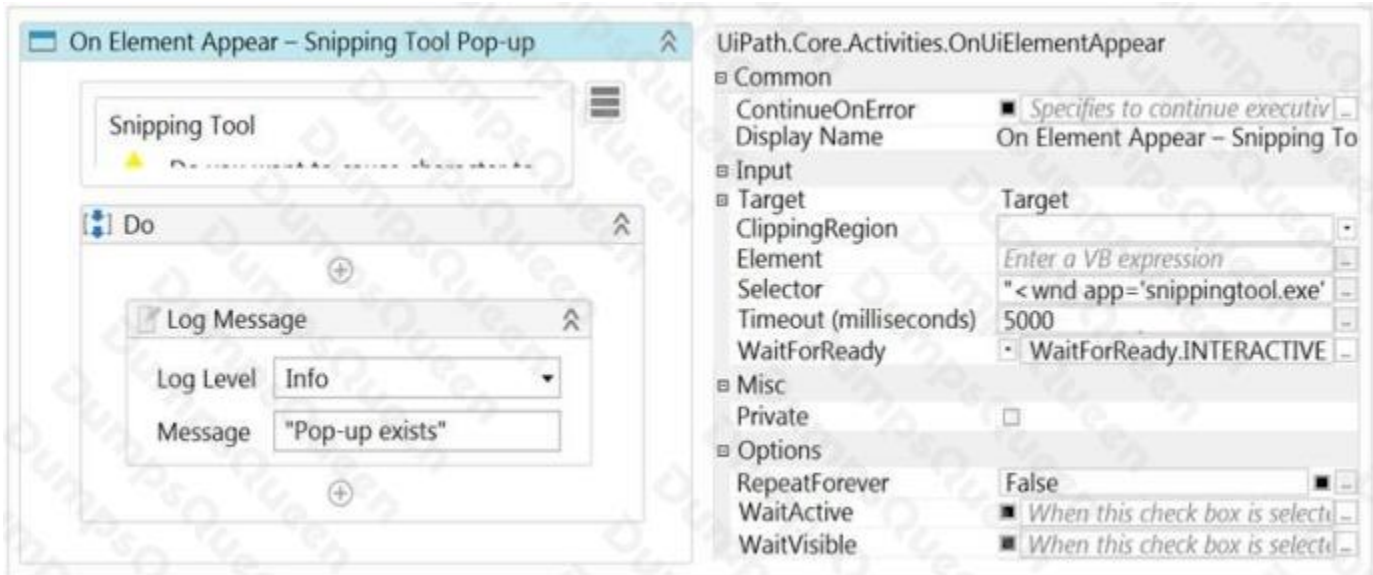 On Element Appear – Snipping Tool Pop-up
Snipping Tool
Do
Log Message
Log Level Info
Message "Pop-up exists"
UiPath.Core.Activities.OnUiElementAppear
Common
ContinueOnError Specifies to continue executiv ...
Display Name On Element Appear – Snipping To
Input
Target Target
ClippingRegion
Element Enter a VB expression ...
Selector "<wnd app='snippingtool.exe' ...
Timeout (milliseconds) 5000 ...
WaitForReady WaitForReady.INTERACTIVE ...
Misc
Private
Options
RepeatForever False ...
WaitActive When this check box is selecte ...
WaitVisible When this check box is selecte ...
DumpsQueen